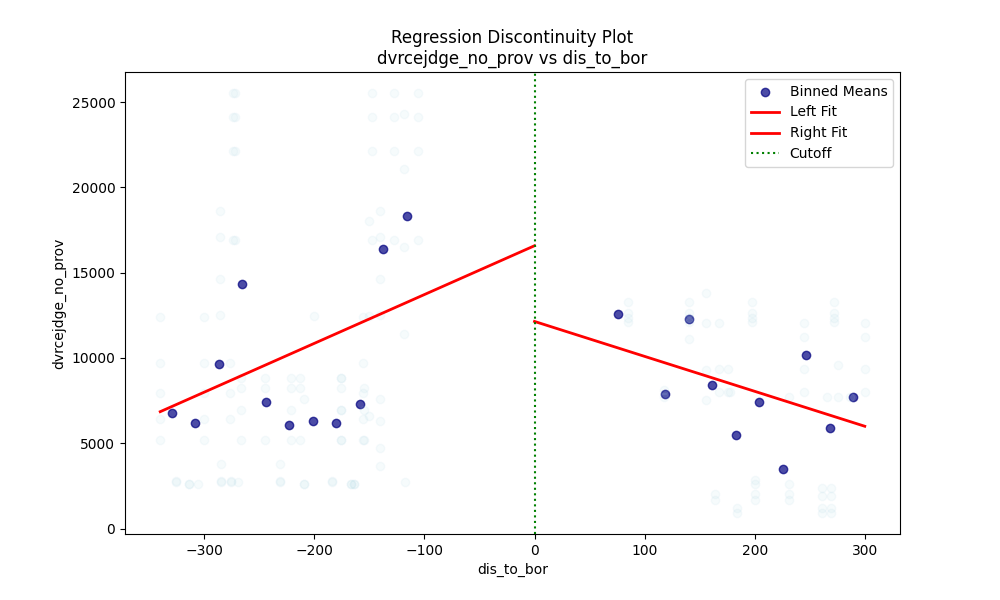 Regression Discontinuity Plot
dvrcejdge_no_prov vs dis_to_bor
Binned Means
Left Fit
Right Fit
Cutoff
25000
20000
15000
10000
5000
0
dvrcejdge_no_prov
−300
−200
−100
0
100
200
300
dis_to_bor